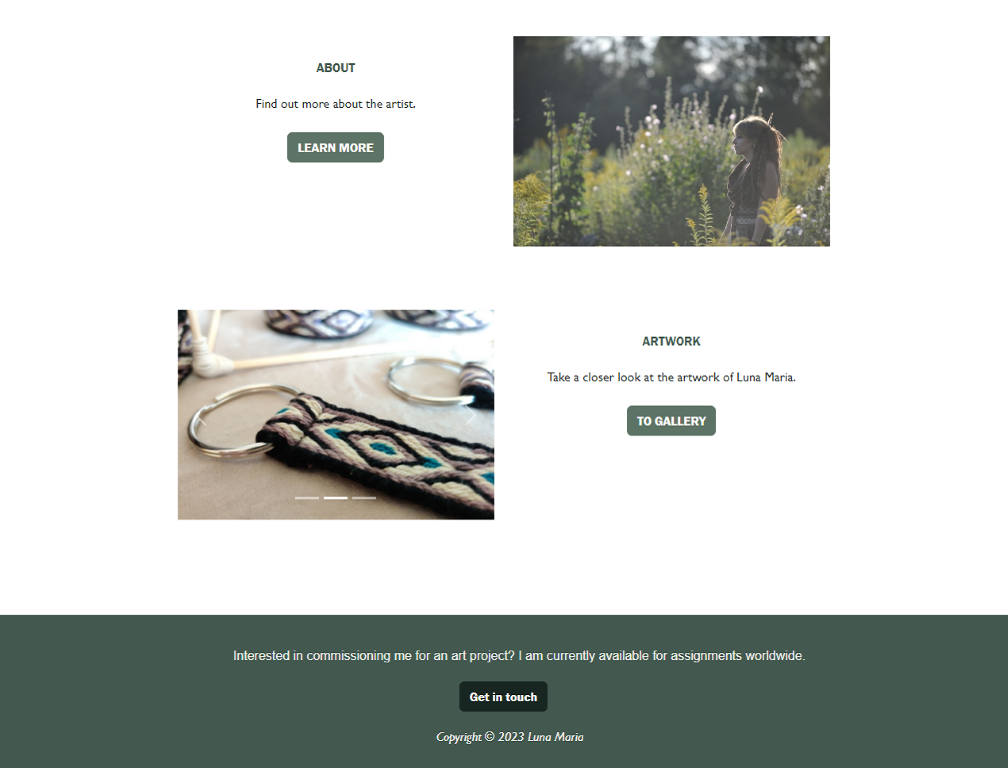 ABOUT
Find out more about the artist.
LEARN MORE
ARTWORK
Take a closer look at the artwork of Luna Maria.
TO GALLERY
Interested in commissioning me for an art project? I am currently available for assignments worldwide.
Get in touch
Copyright © 2023 Luna Maria